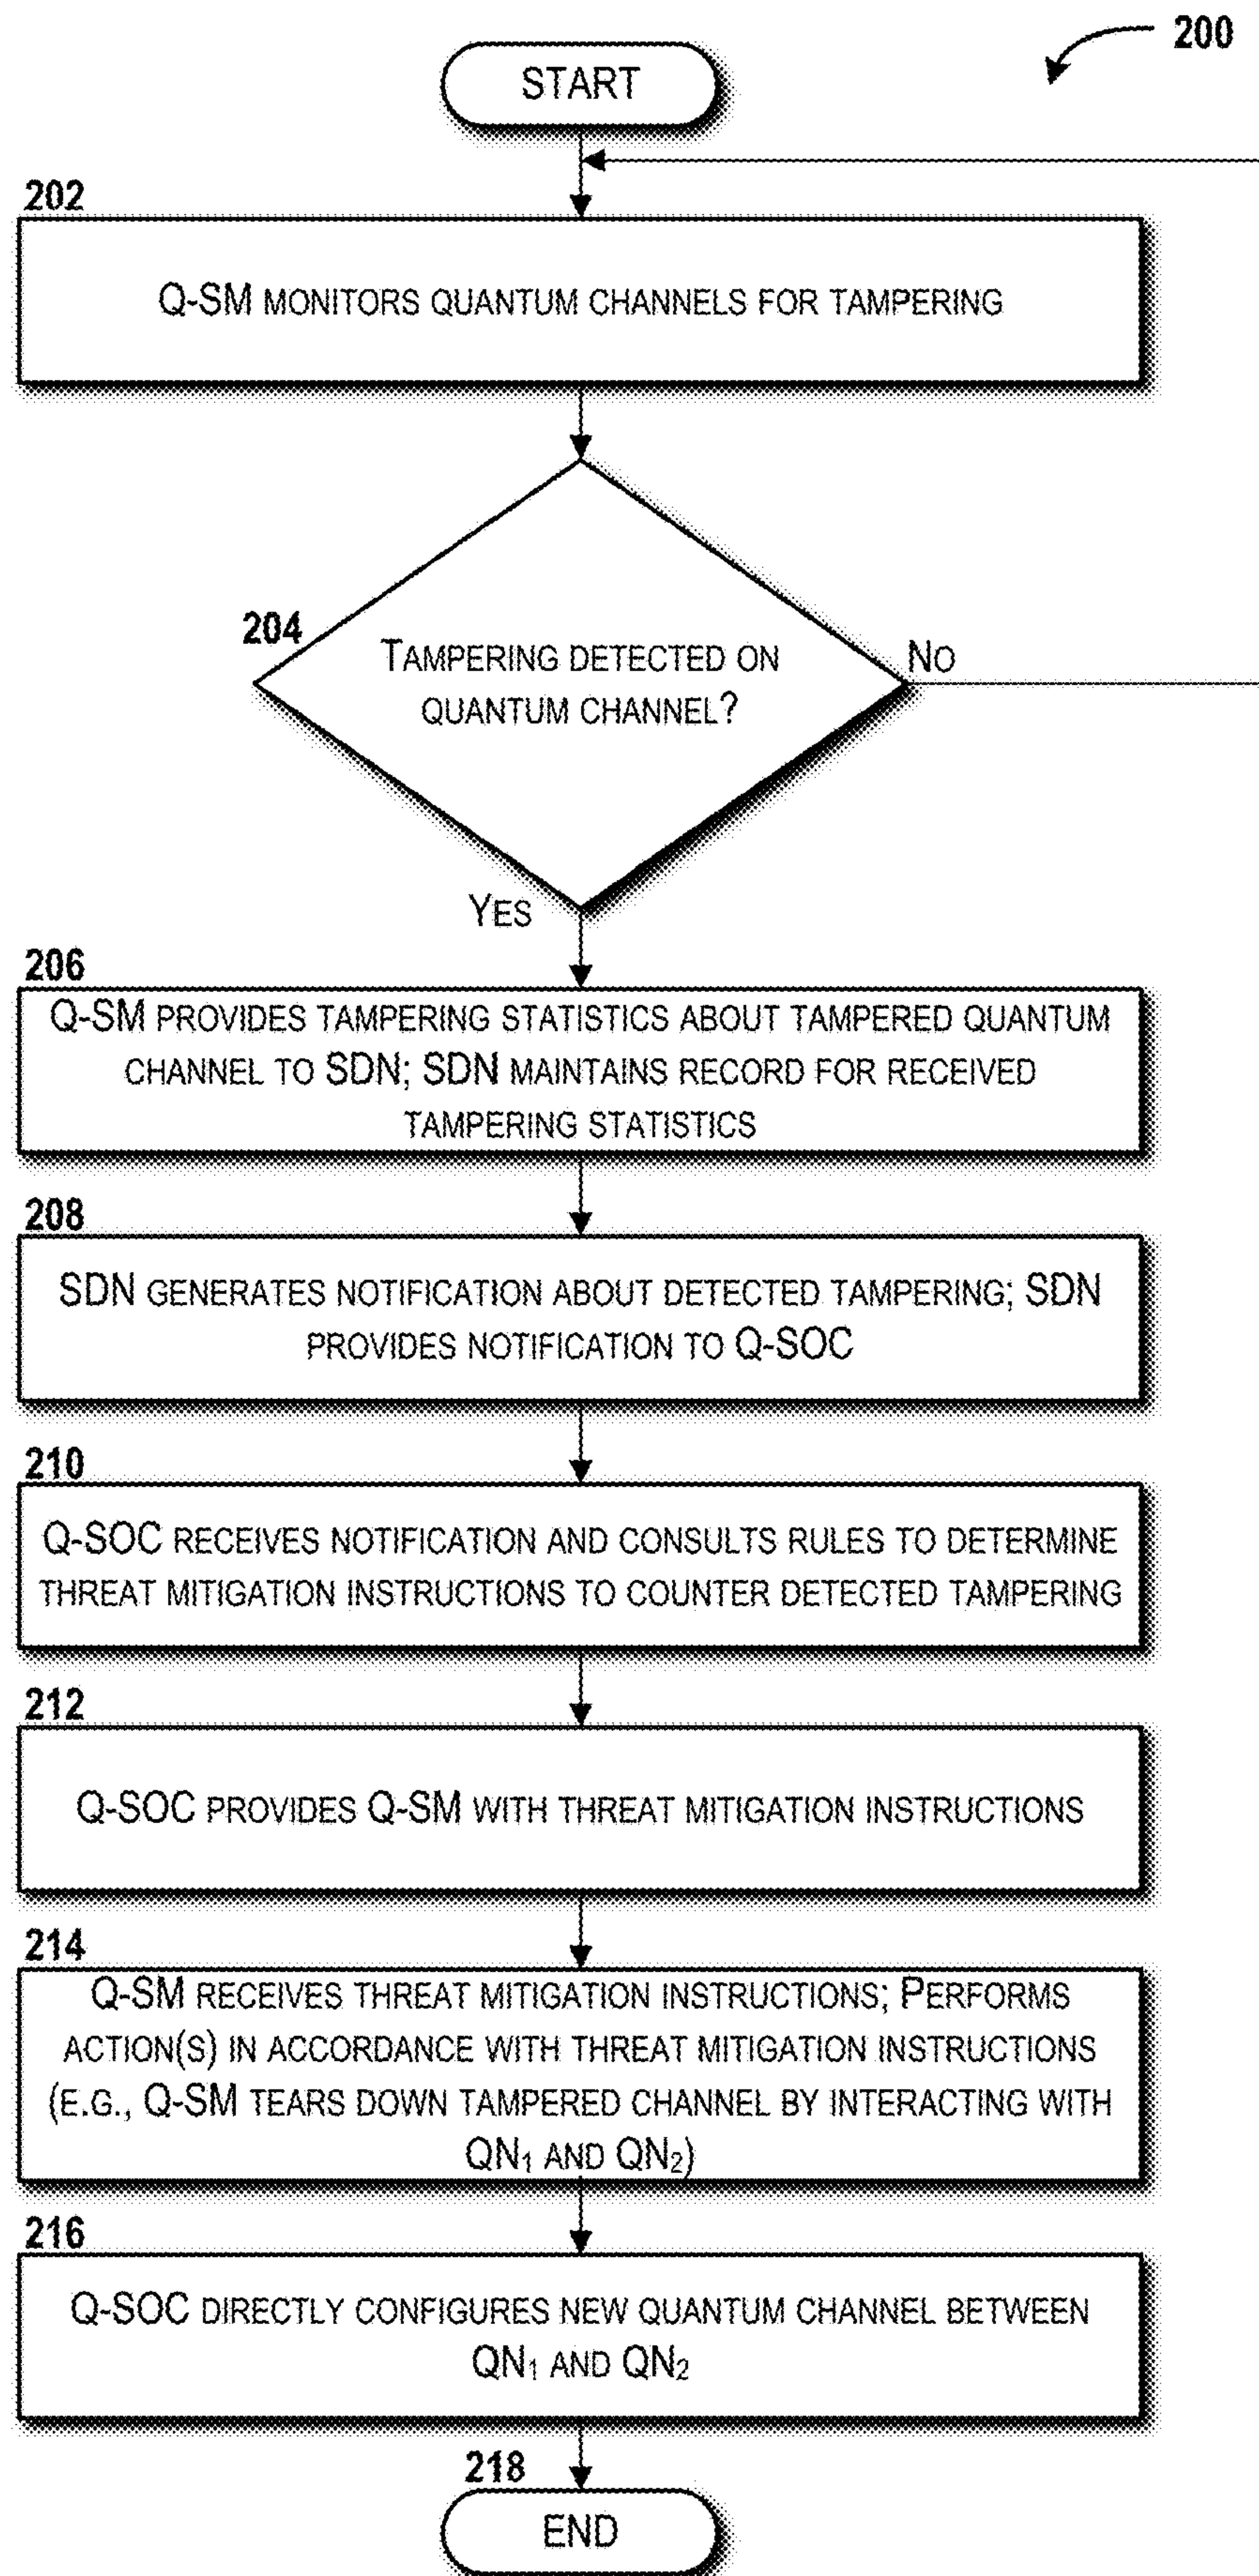 200
START
202
Q-SM MONITORS QUANTUM CHANNELS FOR TAMPERING
204
TAMPERING DETECTED ON
QUANTUM CHANNEL?
NO
YES
206
Q-SM PROVIDES TAMPERING STATISTICS ABOUT TAMPERED QUANTUM
CHANNEL TO SDN; SDN MAINTAINS RECORD FOR RECEIVED
TAMPERING STATISTICS
208
SDN GENERATES NOTIFICATION ABOUT DETECTED TAMPERING; SDN
PROVIDES NOTIFICATION TO Q-SOC
210
Q-SOC RECEIVES NOTIFICATION AND CONSULTS RULES TO DETERMINE
THREAT MITIGATION INSTRUCTIONS TO COUNTER DETECTED TAMPERING
212
Q-SOC PROVIDES Q-SM WITH THREAT MITIGATION INSTRUCTIONS
214
Q-SM RECEIVES THREAT MITIGATION INSTRUCTIONS; PERFORMS
ACTION(S) IN ACCORDANCE WITH THREAT MITIGATION INSTRUCTIONS
(E.G., Q-SM TEARS DOWN TAMPERED CHANNEL BY INTERACTING WITH
QN₁ AND QN₂)
216
Q-SOC DIRECTLY CONFIGURES NEW QUANTUM CHANNEL BETWEEN
QN₁ AND QN₂
218
END